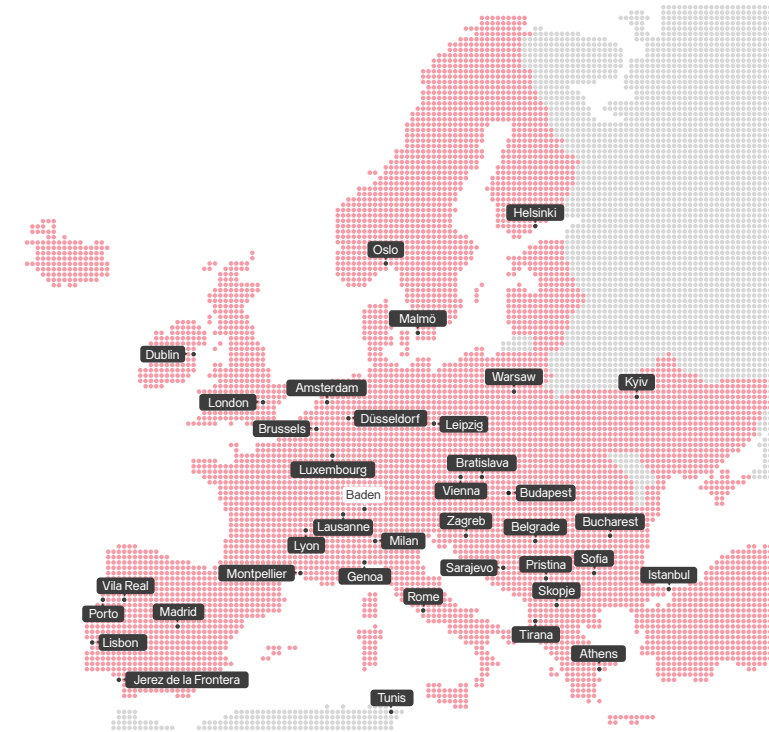 Helsinki
Oslo
Malmö
Dublin
Warsaw
Kyiv
Amsterdam
London
Düsseldorf
Leipzig
Brussels
Bratislava
Luxembourg
Vienna
Budapest
Baden
Lausanne
Zagreb
Belgrade
Bucharest
Lyon
Milan
Sarajevo
Pristina
Sofia
Montpellier
Genoa
Istanbul
Vila Real
Skopje
Rome
Porto
Madrid
Tirana
Lisbon
Athens
Jerez de la Frontera
Tunis